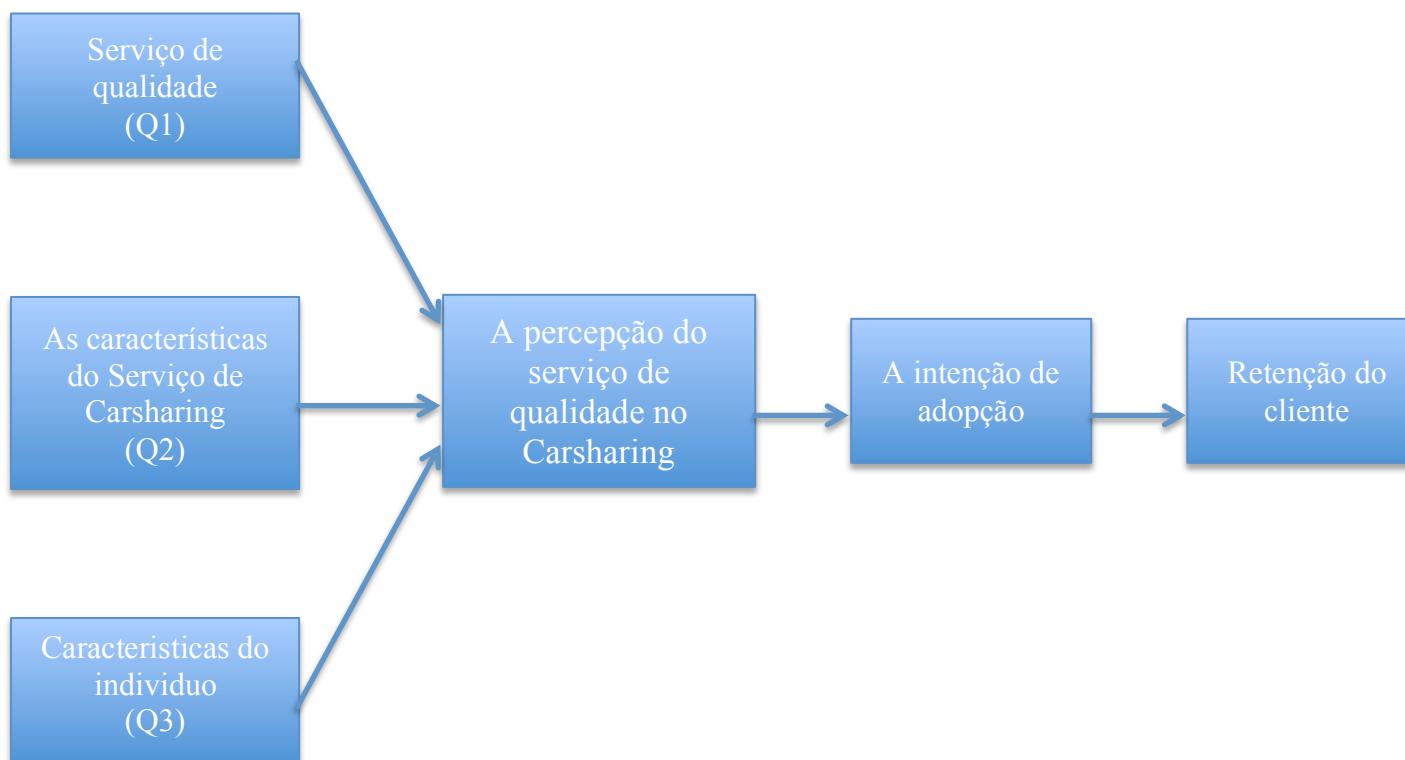 Serviço de
qualidade
(Q1)
As características
do Serviço de
Carsharing
(Q2)
Caracteristicas do
individuo
(Q3)
A percepção do
serviço de
qualidade no
Carsharing
A intenção de
adopção
Retenção do
cliente